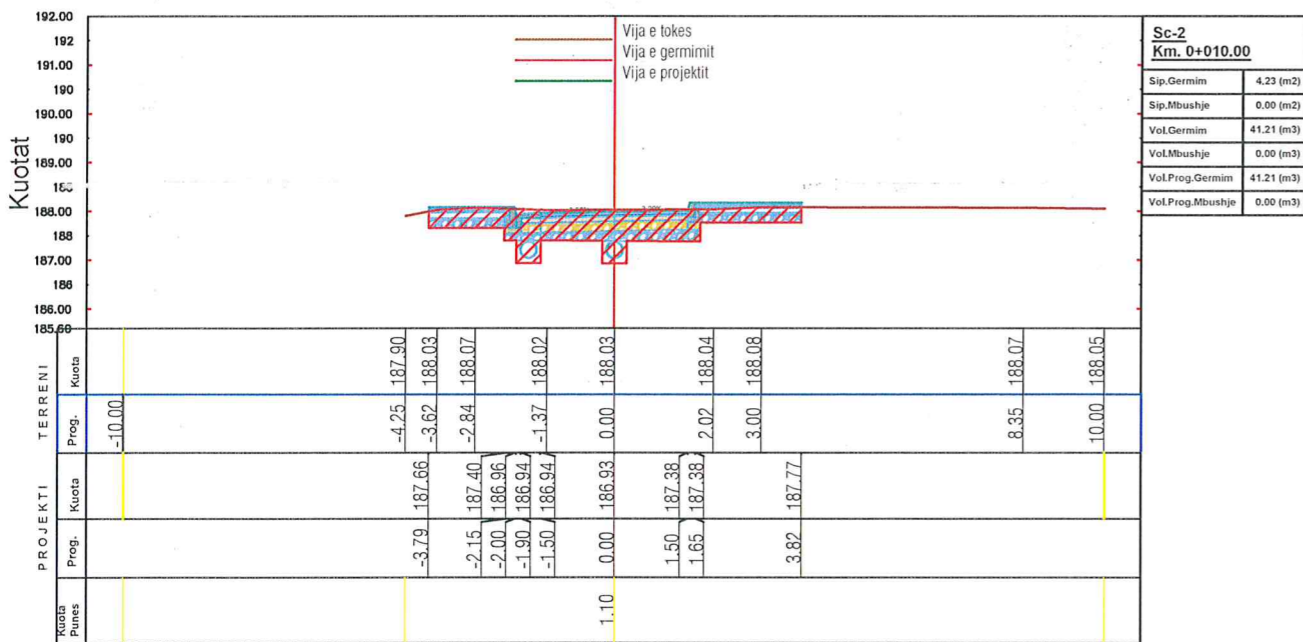 192.00
192
191.00
190
190.00
190
189.00
188
188.00
188
187.00
186
186.00
185.60
Kuotat
Vija e tokes
Vija e germimit
Vija e projektit
Sc-2
Km. 0+010.00
Sip.Germim 4.23 (m2)
Sip.Mbushje 0.00 (m2)
Vol.Germim 41.21 (m3)
Vol.Mbushje 0.00 (m3)
Vol.Prog.Germim 41.21 (m3)
Vol.Prog.Mbushje 0.00 (m3)
TERRENI
Kuota 187.90 188.03 188.07 188.02 188.03 188.04 188.08 188.07 188.05
Prog. -10.00 -4.25 -3.62 -2.84 -1.37 0.00 2.02 3.00 8.35 10.00
PROJEKTI
Kuota 187.66 187.40 186.96 186.94 186.94 186.93 187.38 187.38 187.77
Prog. -3.79 -2.15 -2.00 -1.90 -1.50 0.00 1.50 1.65 3.82
Kuota Punes 1.10